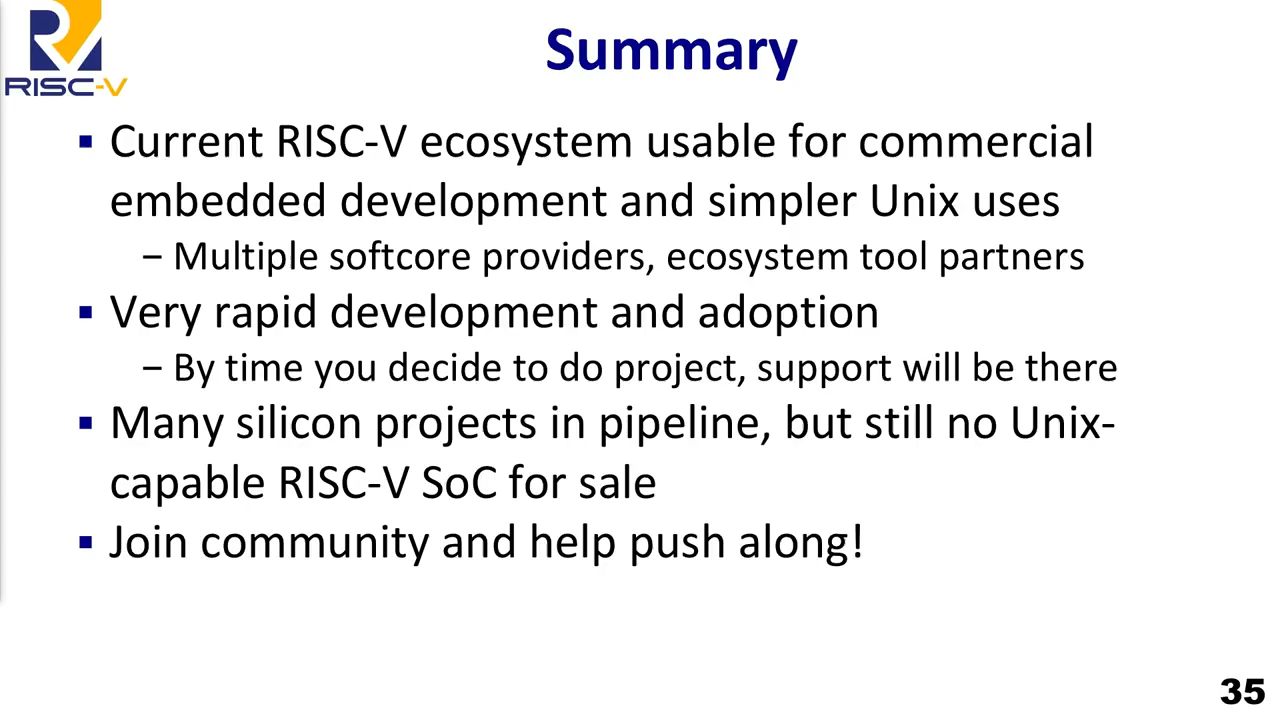 RISC-V
Summary
▪ Current RISC-V ecosystem usable for commercial
embedded development and simpler Unix uses
– Multiple softcore providers, ecosystem tool partners
▪ Very rapid development and adoption
– By time you decide to do project, support will be there
▪ Many silicon projects in pipeline, but still no Unix-
capable RISC-V SoC for sale
▪ Join community and help push along!
35